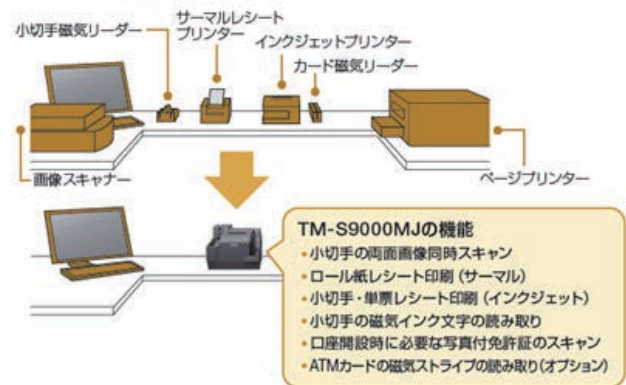 小切手磁気リーダー
サーマルレシート
プリンター
インクジェットプリンター
カード磁気リーダー
画像スキャナー
ページプリンター
TM-S9000MJの機能
・小切手の両面画像同時スキャン
・ロール紙レシート印刷(サーマル)
・小切手・単票レシート印刷(インクジェット)
・小切手の磁気インク文字の読み取り
・口座開設時に必要な写真付免許証のスキャン
・ATMカードの磁気ストライプの読み取り(オプション)